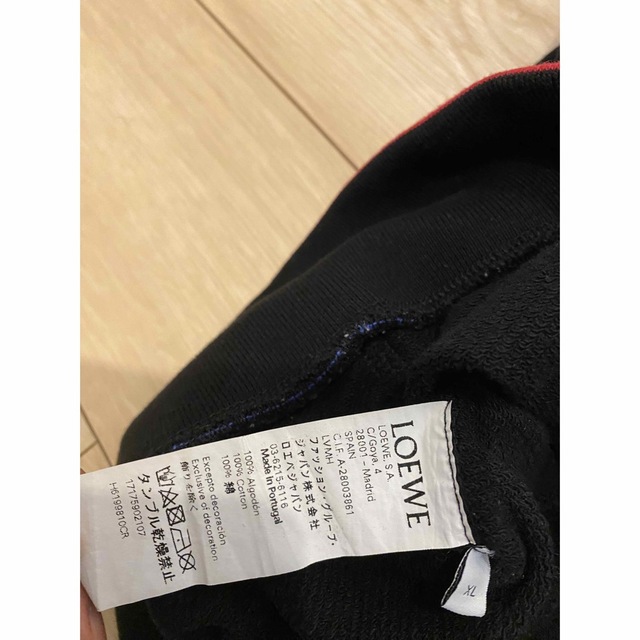 LOEWE
LOEWE, S.A.
C/Goya, 4
28001 - Madrid
SPAIN
C.I.F. A-28003861
LVMH
ファッション・グループ・
ジャパン株式会社
ロエベジャパン
03-6215-6116
Made in Portugal
100% Algodón
100% Cotton
100% 綿
Excepto decoración
Exclusive of decoration
飾りを除く
17175902107
タンブル乾燥禁止
H6199810CR